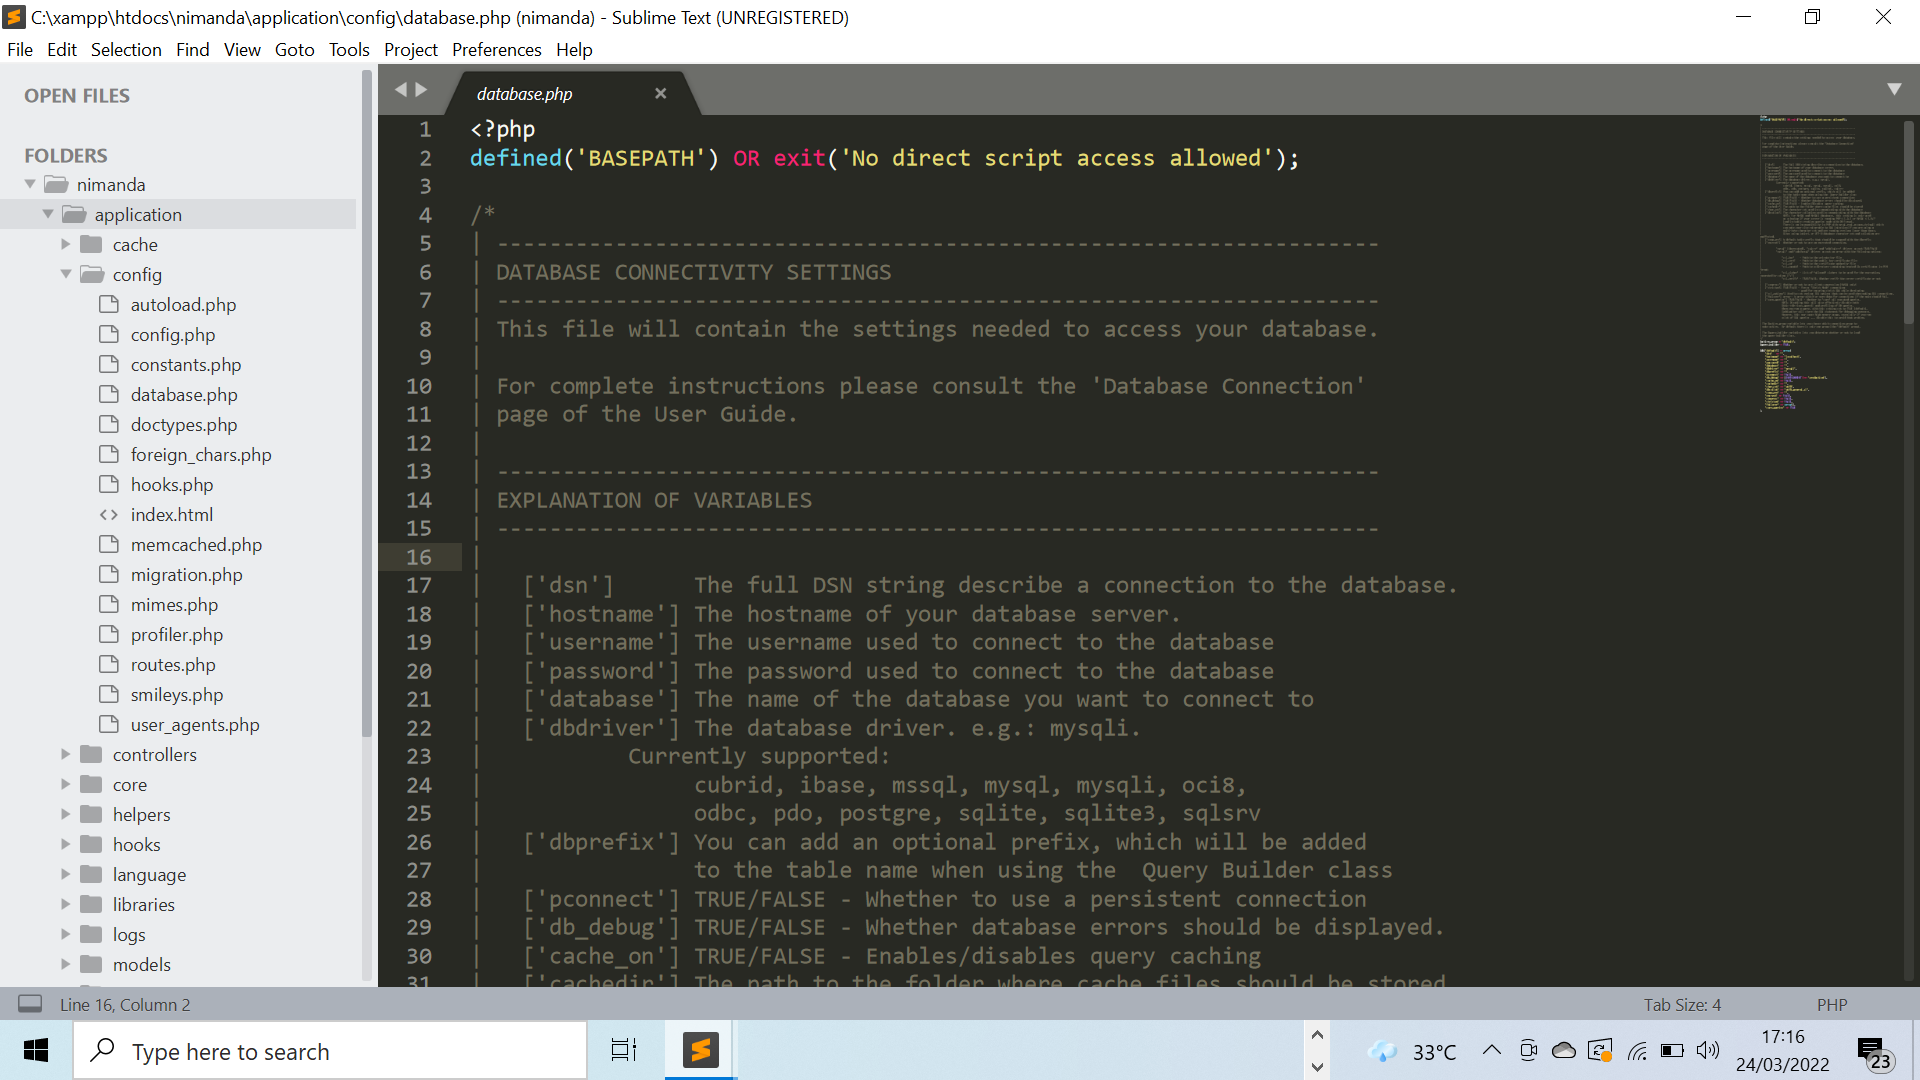 C:\xampp\htdocs\nimanda\application\config\database.php (nimanda) - Sublime Text (UNREGISTERED)
File Edit Selection Find View Goto Tools Project Preferences Help
OPEN FILES
FOLDERS
nimanda
application
cache
config
autoload.php
config.php
constants.php
database.php
doctypes.php
foreign_chars.php
hooks.php
index.html
memcached.php
migration.php
mimes.php
profiler.php
routes.php
smileys.php
user_agents.php
controllers
core
helpers
hooks
language
libraries
logs
models
database.php
1 <?php
2 defined('BASEPATH') OR exit('No direct script access allowed');
3
4 /*
5 | -------------------------------------------------------------------
6 | DATABASE CONNECTIVITY SETTINGS
7 | -------------------------------------------------------------------
8 | This file will contain the settings needed to access your database.
9 |
10 | For complete instructions please consult the 'Database Connection'
11 | page of the User Guide.
12 |
13 | -------------------------------------------------------------------
14 | EXPLANATION OF VARIABLES
15 | -------------------------------------------------------------------
16 |
17 | ['dsn'] The full DSN string describe a connection to the database.
18 | ['hostname'] The hostname of your database server.
19 | ['username'] The username used to connect to the database
20 | ['password'] The password used to connect to the database
21 | ['database'] The name of the database you want to connect to
22 | ['dbdriver'] The database driver. e.g.: mysqli.
23 | Currently supported:
24 | cubrid, ibase, mssql, mysql, mysqli, oci8,
25 | odbc, pdo, postgre, sqlite, sqlite3, sqlsrv
26 | ['dbprefix'] You can add an optional prefix, which will be added
27 | to the table name when using the  Query Builder class
28 | ['pconnect'] TRUE/FALSE - Whether to use a persistent connection
29 | ['db_debug'] TRUE/FALSE - Whether database errors should be displayed.
30 | ['cache_on'] TRUE/FALSE - Enables/disables query caching
31 | ['cachedir'] The path to the folder where cache files should be stored
Line 16, Column 2
Tab Size: 4
PHP
Type here to search
33°C
17:16
24/03/2022
23